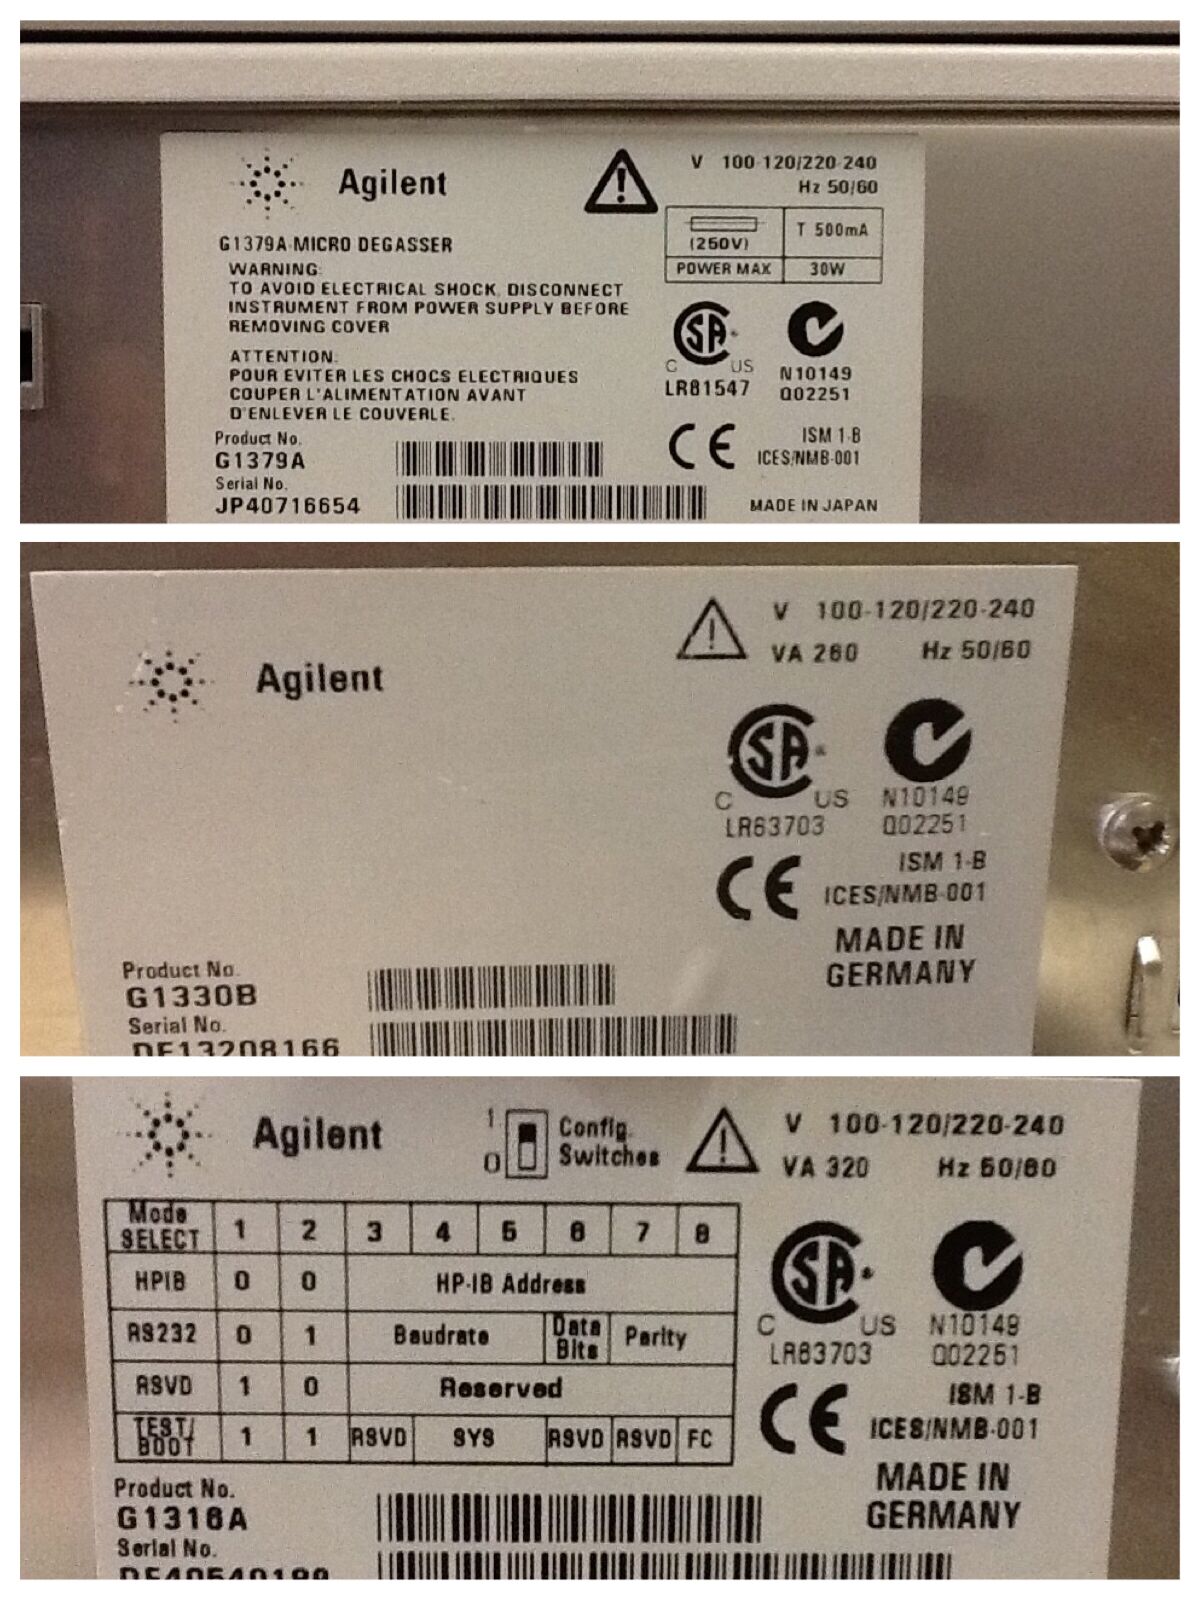 Agilent
V 100-120/220-240
Hz 50/60
(250V) T 500mA
POWER MAX 30W
G1379A MICRO DEGASSER
WARNING:
TO AVOID ELECTRICAL SHOCK, DISCONNECT
INSTRUMENT FROM POWER SUPPLY BEFORE
REMOVING COVER
ATTENTION:
POUR EVITER LES CHOCS ELECTRIQUES
COUPER L'ALIMENTATION AVANT
D'ENLEVER LE COUVERLE.
SA
C US
LR81547
N10149
Q02251
CE
ISM 1-B
ICES/NMB-001
Product No.
G1379A
Serial No.
JP40716654
MADE IN JAPAN
Agilent
V 100-120/220-240
VA 260 Hz 50/60
SA
C US
LR63703
N10149
Q02251
CE
ISM 1-B
ICES/NMB-001
MADE IN
GERMANY
Product No.
G1330B
Serial No.
DE13208166
Agilent
1
0
Config.
Switches
V 100-120/220-240
VA 320 Hz 50/60
Mode
SELECT 1 2 3 4 5 6 7 8
HPIB 0 0 HP-IB Address
RS232 0 1 Baudrate Data Bits Parity
RSVD 1 0 Reserved
TEST/
BOOT 1 1 RSVD SYS RSVD RSVD FC
SA
C US
LR63703
N10149
Q02251
CE
ISM 1-B
ICES/NMB-001
MADE IN
GERMANY
Product No.
G1316A
Serial No.